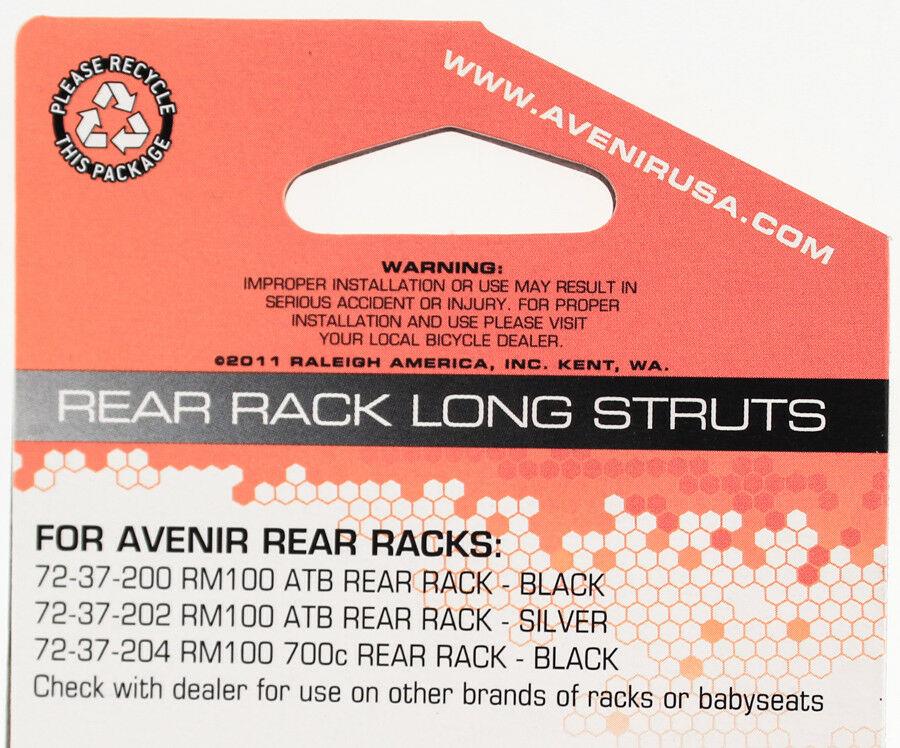 PLEASE RECYCLE
THIS PACKAGE
WWW.AVENIRUSA.COM
WARNING:
IMPROPER INSTALLATION OR USE MAY RESULT IN
SERIOUS ACCIDENT OR INJURY. FOR PROPER
INSTALLATION AND USE PLEASE VISIT
YOUR LOCAL BICYCLE DEALER.
©2011 RALEIGH AMERICA, INC. KENT, WA.
REAR RACK LONG STRUTS
FOR AVENIR REAR RACKS:
72-37-200 RM100 ATB REAR RACK - BLACK
72-37-202 RM100 ATB REAR RACK - SILVER
72-37-204 RM100 700c REAR RACK - BLACK
Check with dealer for use on other brands of racks or babyseats